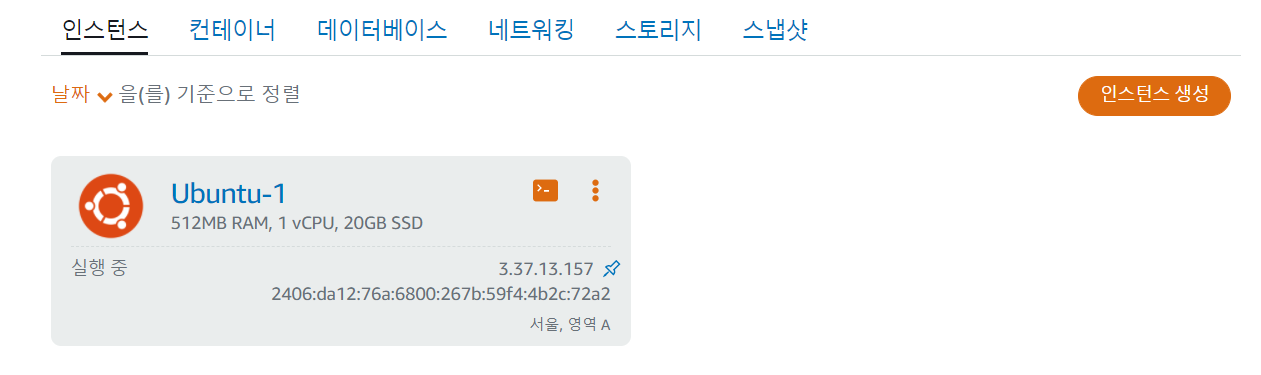 인스턴스 컨테이너 데이터베이스 네트워킹 스토리지 스냅샷
날짜 을(를) 기준으로 정렬 인스턴스 생성
Ubuntu-1
512MB RAM, 1 vCPU, 20GB SSD
실행 중 3.37.13.157
2406:da12:76a:6800:267b:59f4:4b2c:72a2
서울, 영역 A